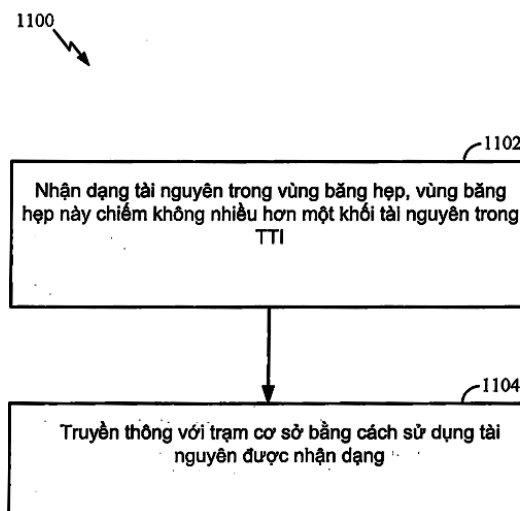 1100
1102
Nhận dạng tài nguyên trong vùng băng hẹp, vùng băng
hẹp này chiếm không nhiều hơn một khối tài nguyên trong
TTI
1104
Truyền thông với trạm cơ sở bằng cách sử dụng tài
nguyên được nhận dạng